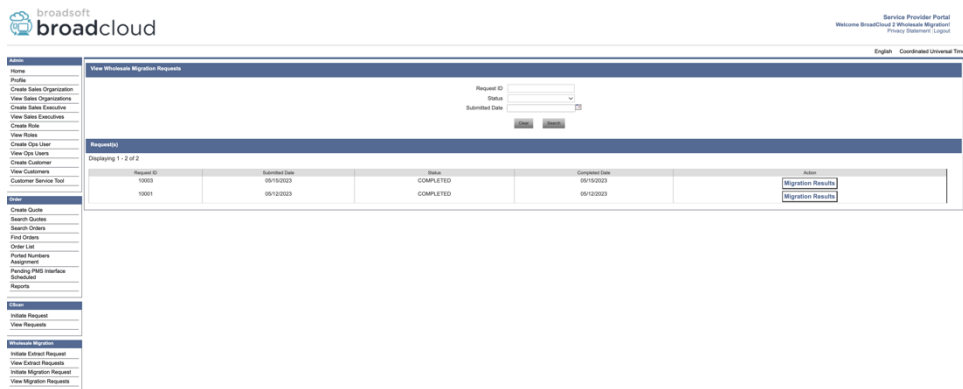 broadsoft
broadcloud
Service Provider Portal
Welcome BroadCloud 2 Wholesale Migration!
Privacy Statement |Logout
English Coordinated Universal Time
Admin
Home
Profile
Create Sales Organization
View Sales Organizations
Create Sales Executive
View Sales Executives
Create Role
View Roles
Create Ops User
View Ops Users
Create Customer
View Customers
Customer Service Tool
Order
Create Quote
Search Quotes
Search Orders
Find Orders
Order List
Ported Numbers
Assignment
Pending PMS Interface
Scheduled
Reports
CScan
Initiate Request
View Requests
Wholesale Migration
Initiate Extract Request
View Extract Requests
Initiate Migration Request
View Migration Requests
View Wholesale Migration Requests
Request ID
Status
Submitted Date
Clear Search
Request(s)
Displaying 1 - 2 of 2
Request ID Submitted Date Status Completed Date Action
10003 05/15/2023 COMPLETED 05/15/2023 Migration Results
10001 05/12/2023 COMPLETED 05/12/2023 Migration Results